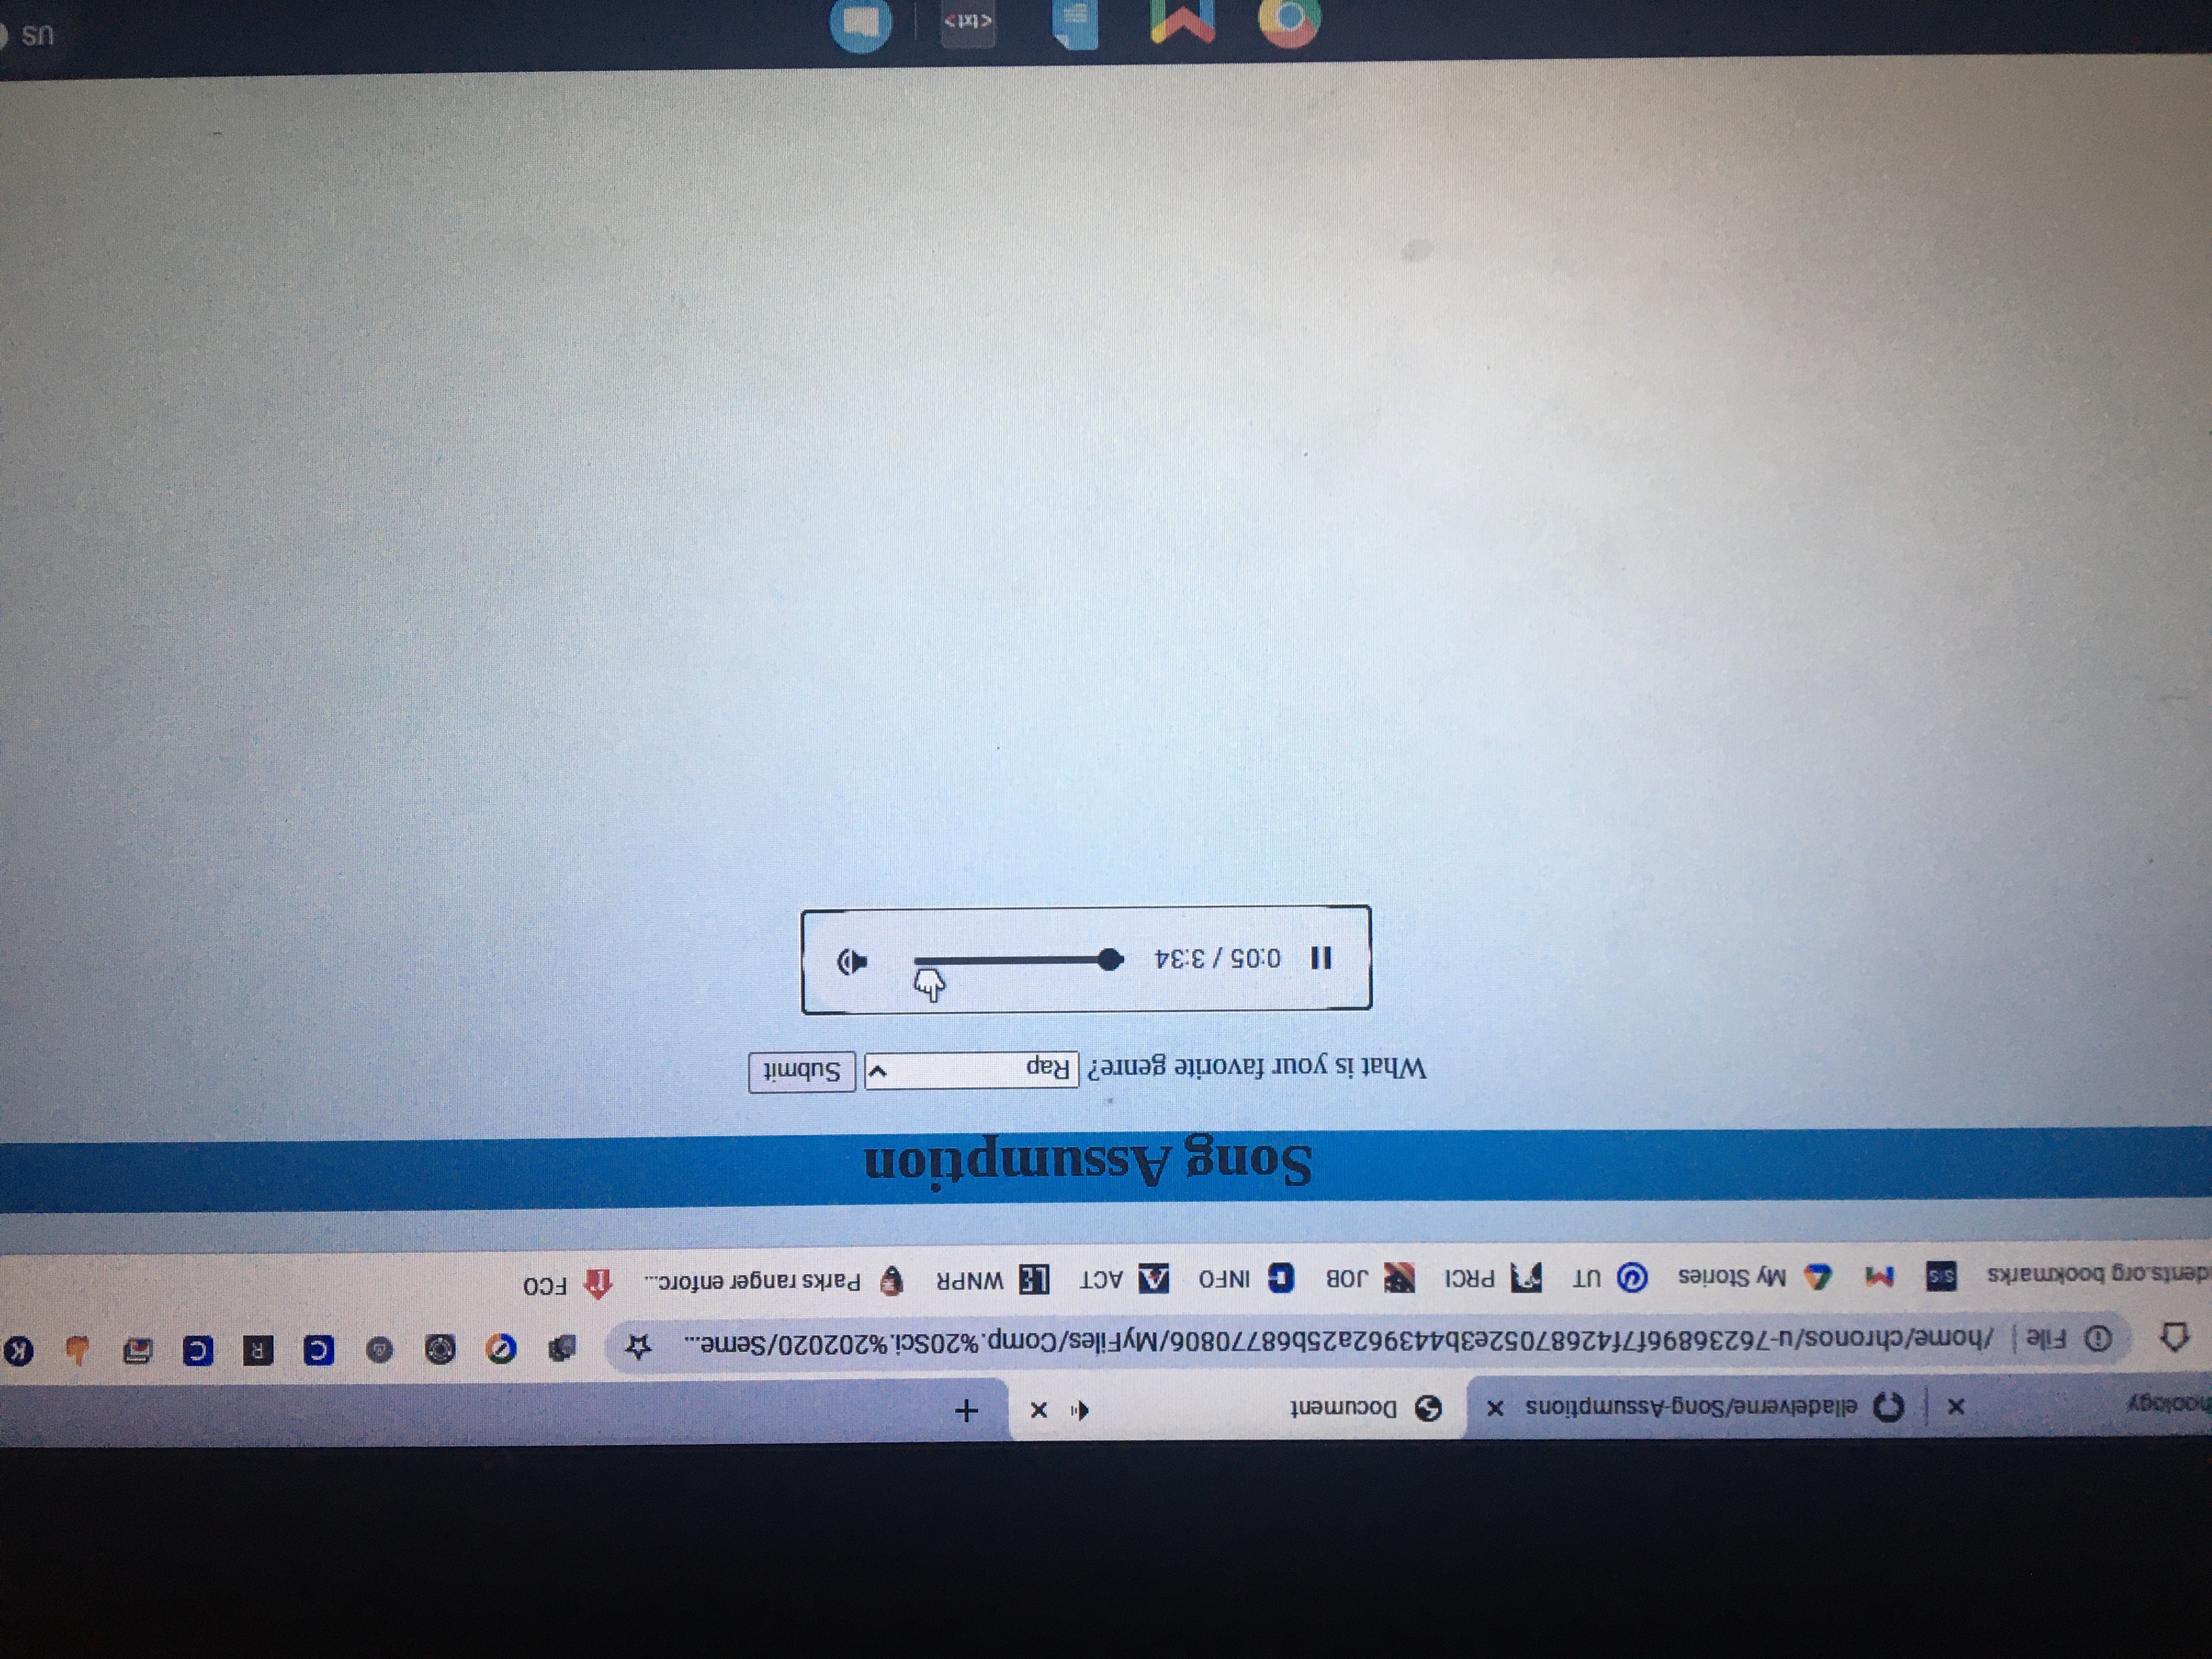 hoology elladelverne/Song-Assumptions Document
File /home/chronos/u-76236896f7f42687052e3b443962a25b68770806/MyFiles/Comp.%20Sci.%202020/Seme...
C R C K
dents.org bookmarks SIS My Stories UT PRCI JOB INFO ACT LE WNPR Parks ranger enforc... FCO
Song Assumption
What is your favorite genre? Rap Submit
0:05 / 3:34
<txt> US